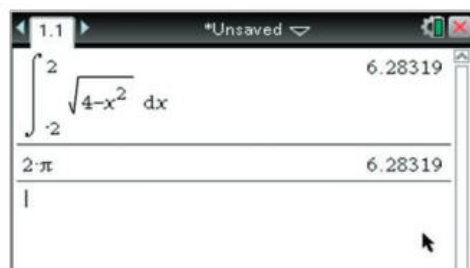 1.1 *Unsaved
∫ 2 -2 √4-x² dx 6.28319
2·π 6.28319